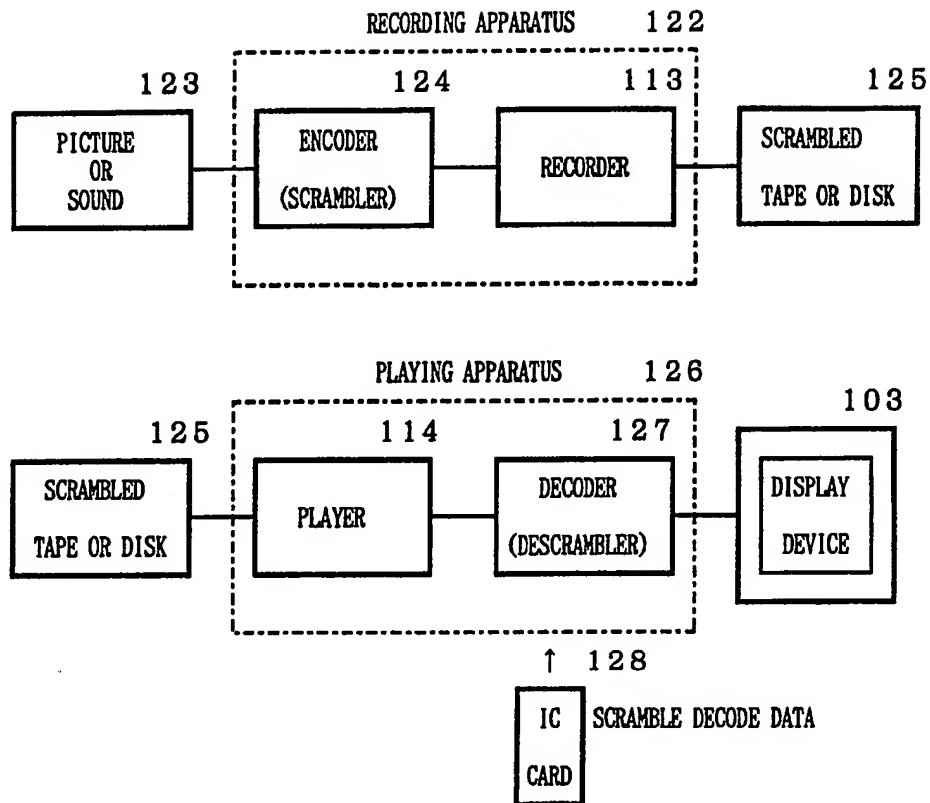 RECORDING APPARATUS 122
123 124 113 125
PICTURE
OR
SOUND
ENCODER
(SCRAMBLER)
RECORDER
SCRAMBLED
TAPE OR DISK
PLAYING APPARATUS 126
125 114 127 103
SCRAMBLED
TAPE OR DISK
PLAYER
DECODER
(DESCRAMBLER)
DISPLAY
DEVICE
↑ 128
IC
CARD
SCRAMBLE DECODE DATA